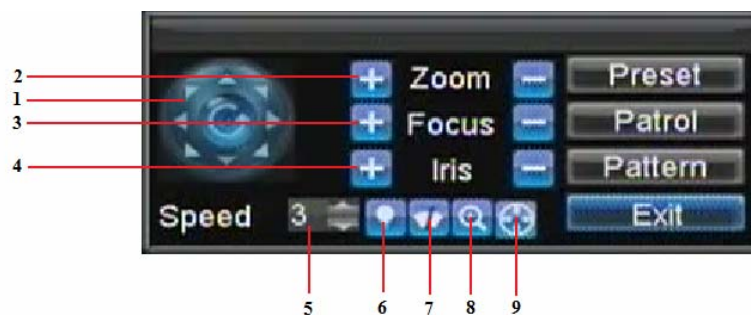 2
Zoom
Preset
1
3
Focus
Patrol
4
Iris
Pattern
Speed
3
Exit
5
6
7
8
9